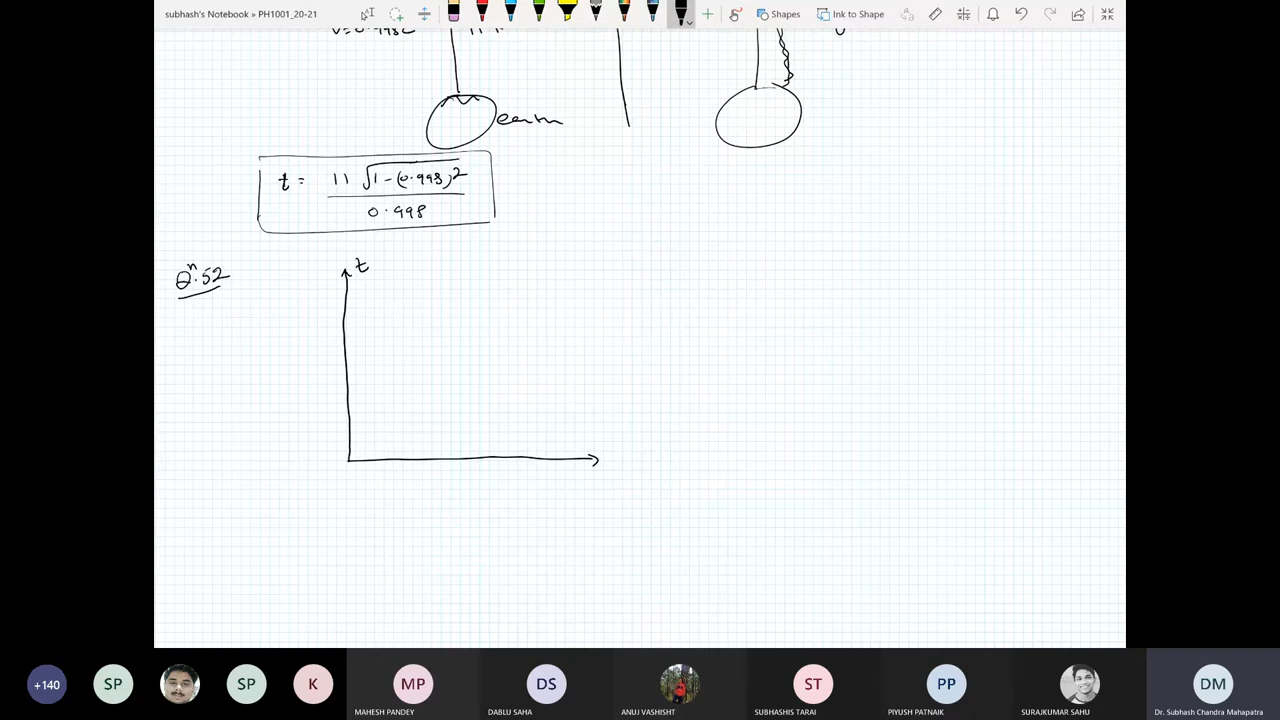 subhash's Notebook » PH1001_20-21
Shapes
Ink to Shape
v=0.998c
earth
t = 11 √1-(0.998)²
0.998
Qⁿ.52
t
+140
SP
SP
K
MP
DS
ST
PP
DM
MAHESH PANDEY
DABLU SAHA
ANUJ VASHISHT
SUBHASHIS TARAI
PIYUSH PATNAIK
SURAJKUMAR SAHU
Dr. Subhash Chandra Mahapatra